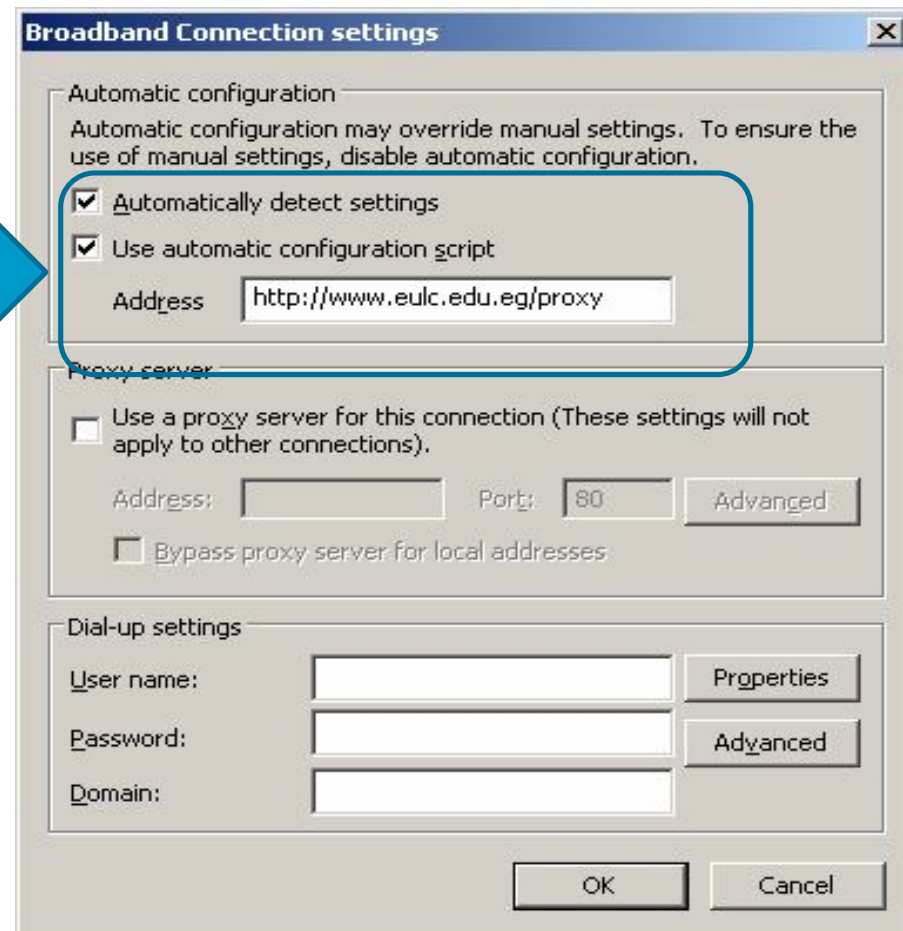 Broadband Connection settings
Automatic configuration
Automatic configuration may override manual settings. To ensure the
use of manual settings, disable automatic configuration.
Automatically detect settings
Use automatic configuration script
Address http://www.eulc.edu.eg/proxy
Proxy server
Use a proxy server for this connection (These settings will not
apply to other connections).
Address: Port: 80 Advanced
Bypass proxy server for local addresses
Dial-up settings
User name: Properties
Password: Advanced
Domain:
OK Cancel